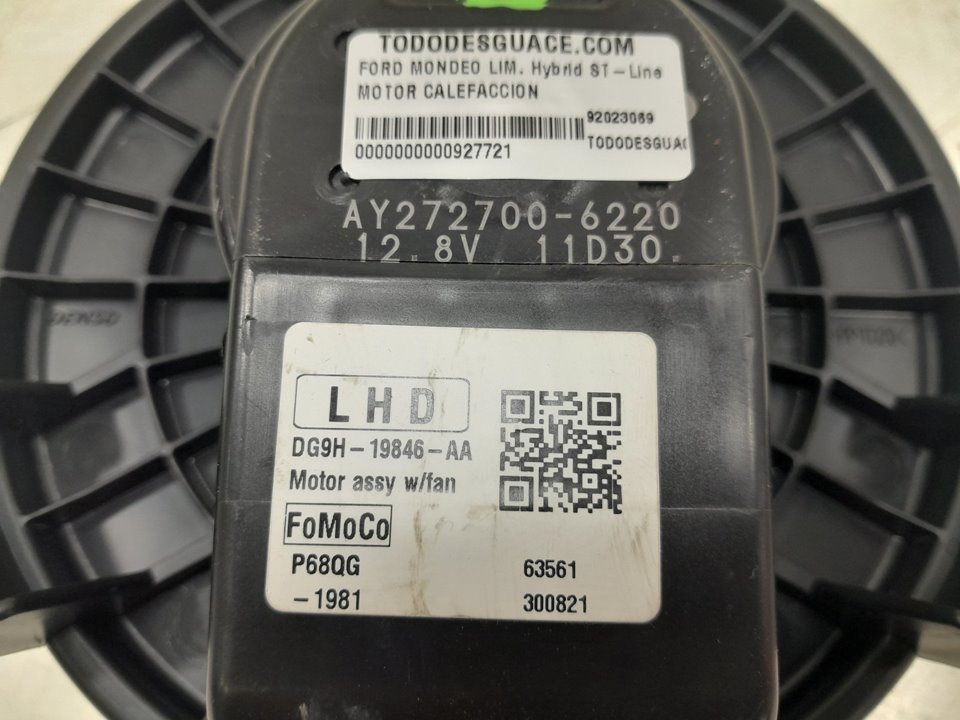 TODODESGUACE.COM
FORD MONDEO LIM. Hybrid ST-Line
MOTOR CALEFACCION
92023069
0000000000927721
TODODESGUAC
AY272700-6220
12.8V 11D30.
DENSO
LHD
DG9H-19846-AA
Motor assy w/fan
FoMoCo
P68QG
63561
-1981
300821